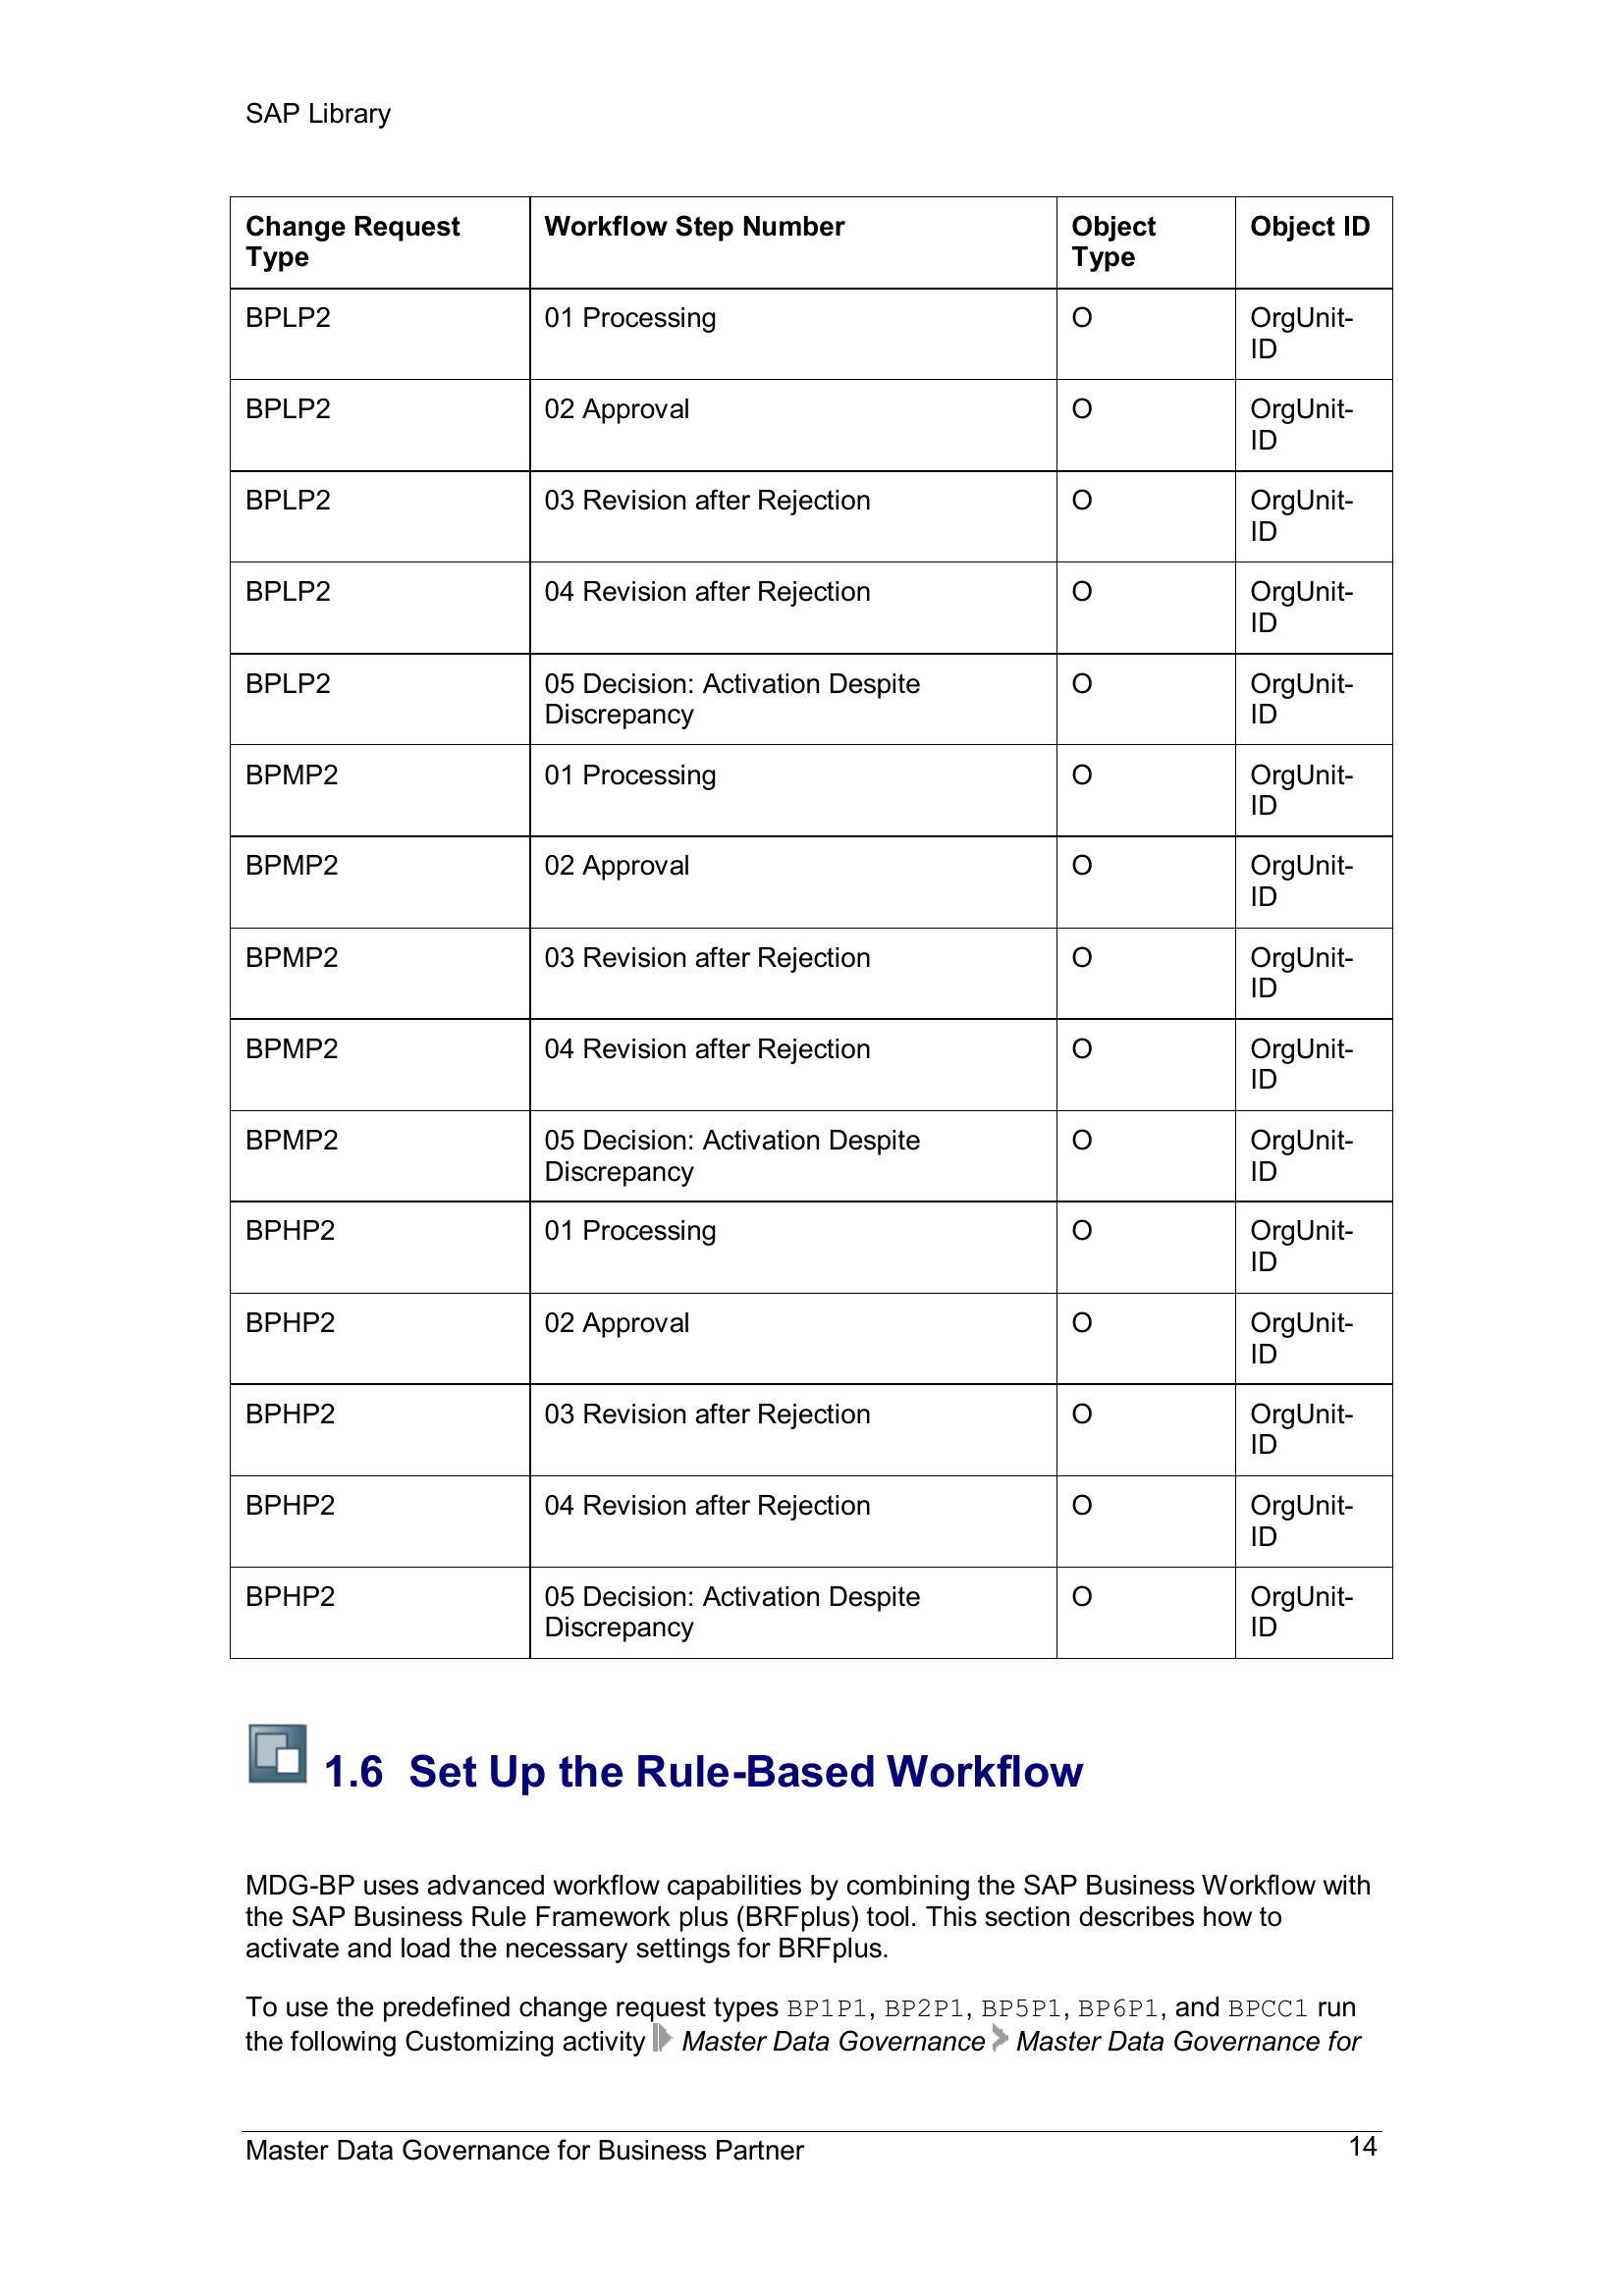 SAP Library
Change Request Workflow Step Number Object Object ID
Type Type
BPLP2 01 Processing O OrgUnit-
ID
BPLP2 02 Approval O OrgUnit-
ID
BPLP2 03 Revision after Rejection O OrgUnit-
ID
BPLP2 04 Revision after Rejection O OrgUnit-
ID
BPLP2 05 Decision: Activation Despite O OrgUnit-
Discrepancy ID
BPMP2 01 Processing O OrgUnit-
ID
BPMP2 02 Approval O OrgUnit-
ID
BPMP2 03 Revision after Rejection O OrgUnit-
ID
BPMP2 04 Revision after Rejection O OrgUnit-
ID
BPMP2 05 Decision: Activation Despite O OrgUnit-
Discrepancy ID
BPHP2 01 Processing O OrgUnit-
ID
BPHP2 02 Approval O OrgUnit-
ID
BPHP2 03 Revision after Rejection O OrgUnit-
ID
BPHP2 04 Revision after Rejection O OrgUnit-
ID
BPHP2 05 Decision: Activation Despite O OrgUnit-
Discrepancy ID
1.6 Set Up the Rule-Based Workflow
MDG-BP uses advanced workflow capabilities by combining the SAP Business Workflow with
the SAP Business Rule Framework plus (BRFplus) tool. This section describes how to
activate and load the necessary settings for BRFplus.
To use the predefined change request types BP1P1, BP2P1, BP5P1, BP6P1, and BPCC1 run
the following Customizing activity Master Data Governance Master Data Governance for
Master Data Governance for Business Partner 14